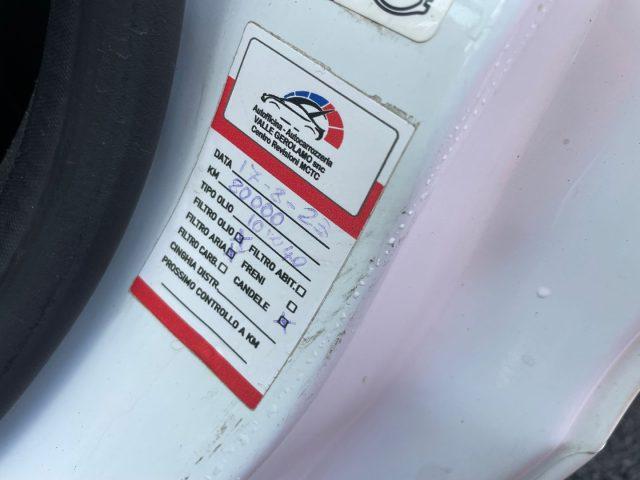 Autofficina - Autocarrozzeria
VALLE GEROLAMO snc
Centro Revisioni MCTC
DATA 17-2-23
KM 80000
TIPO OLIO 10W40
FILTRO OLIO FILTRO ABIT.
FILTRO ARIA FRENI
FILTRO CARB. CANDELE
CINGHIA DISTR.
PROSSIMO CONTROLLO A KM